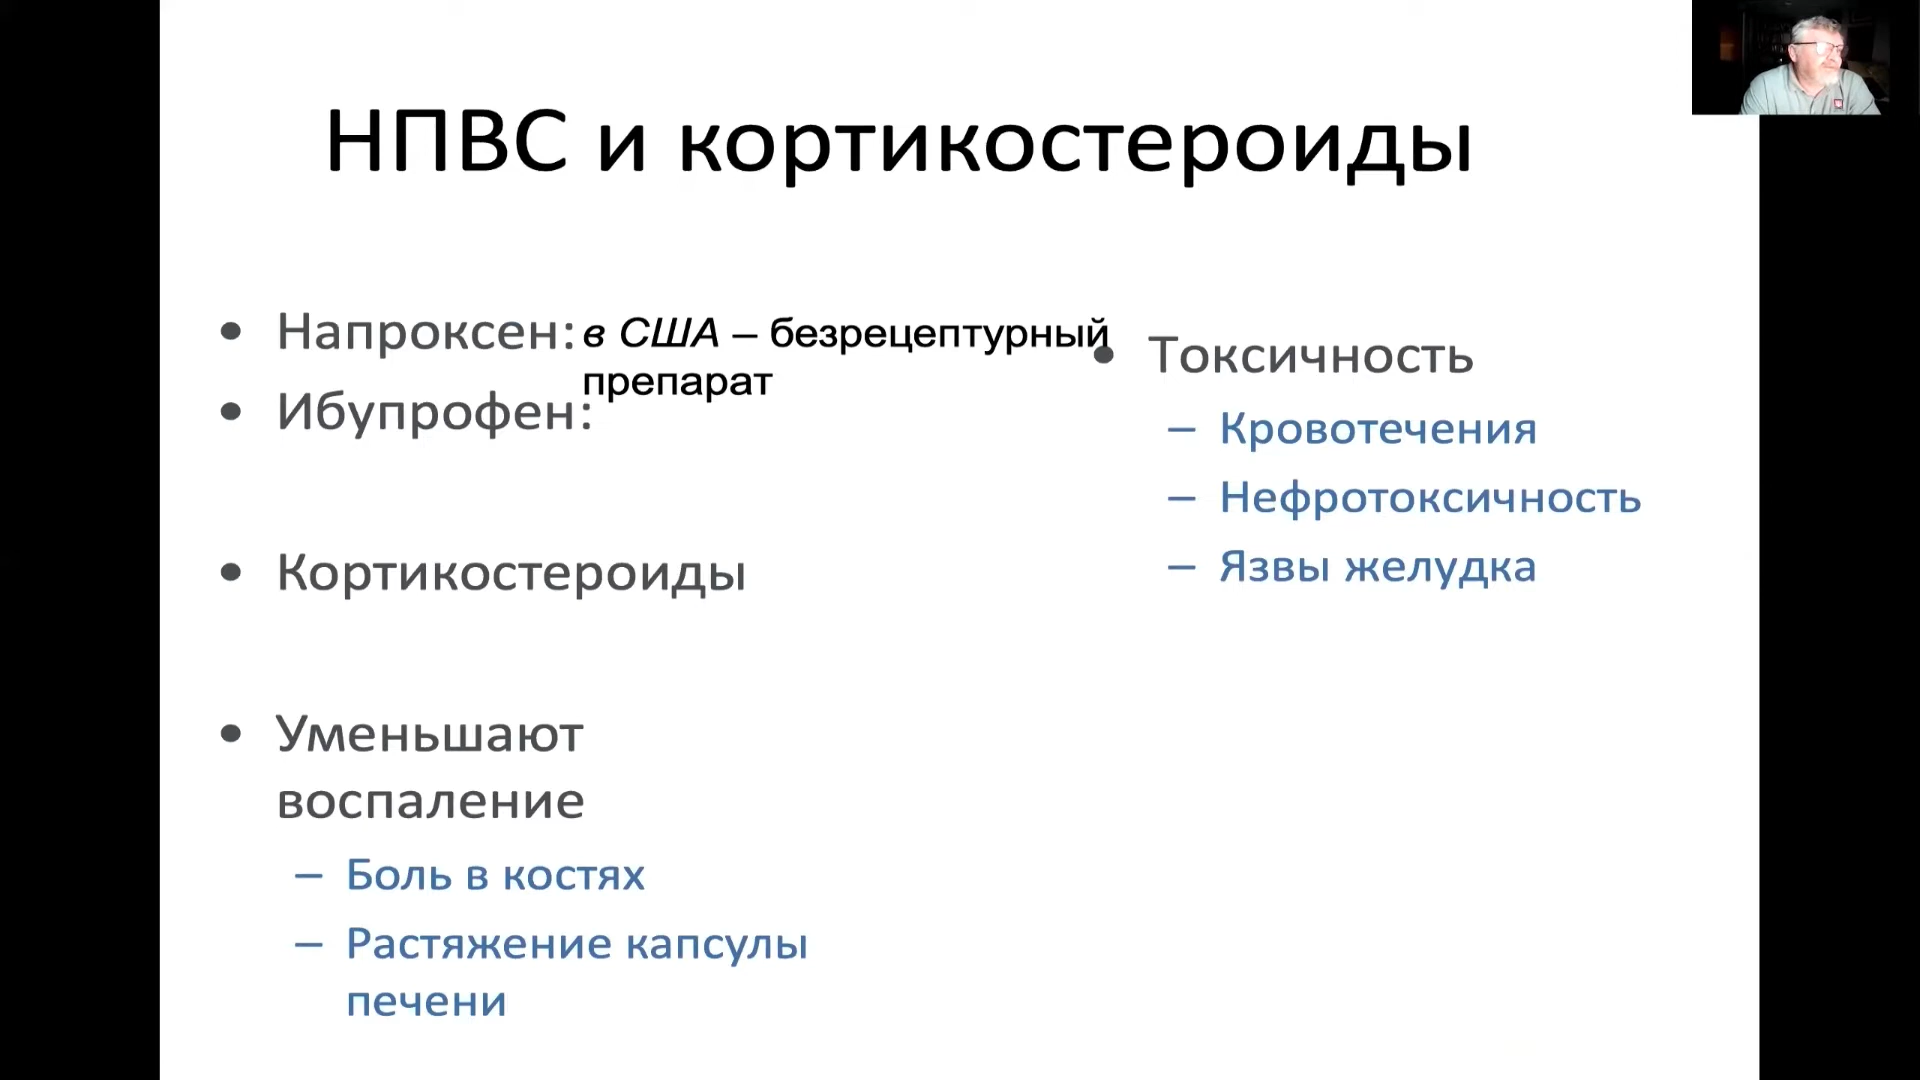 НПВС и кортикостероиды
• Напроксен: в США – безрецептурный
препарат
• Ибупрофен:
• Кортикостероиды
• Уменьшают
воспаление
– Боль в костях
– Растяжение капсулы
печени
• Токсичность
– Кровотечения
– Нефротоксичность
– Язвы желудка